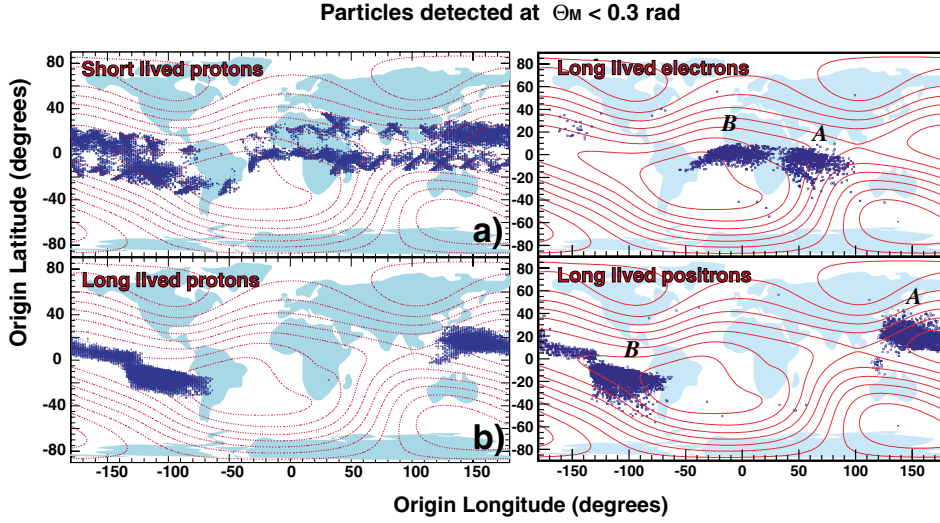 Particles detected at ΘM < 0.3 rad
Origin Latitude (degrees)
Short lived protons
80
40
0
-40
-80
a)
Long lived electrons
B
A
80
60
40
20
0
-20
-40
-60
-80
Long lived protons
80
40
0
-40
-80
b)
-150 -100 -50 0 50 100 150
Long lived positrons
B
A
80
60
40
20
0
-20
-40
-60
-80
-150 -100 -50 0 50 100 150
Origin Longitude (degrees)